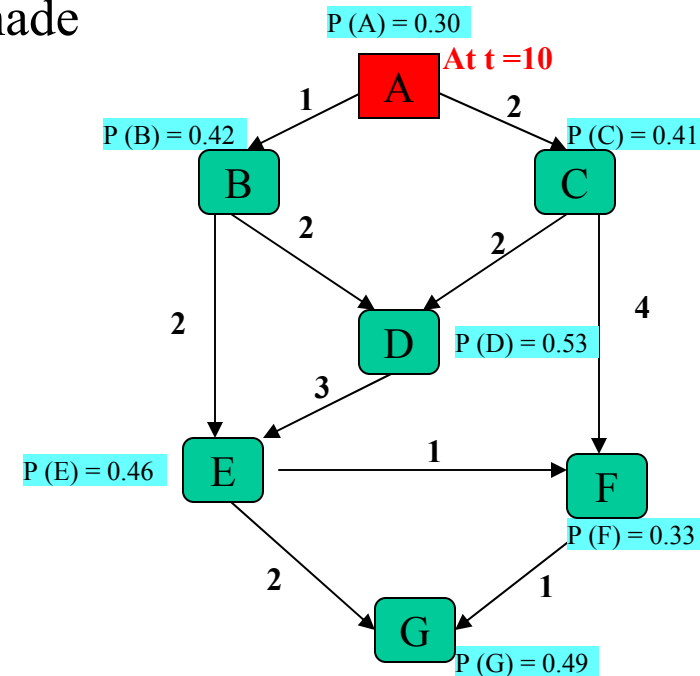 P (A) = 0.30
At t =10
A
1
2
P (B) = 0.42
P (C) = 0.41
B
C
2
2
2
4
D
P (D) = 0.53
3
E
P (E) = 0.46
1
F
P (F) = 0.33
2
1
G
P (G) = 0.49